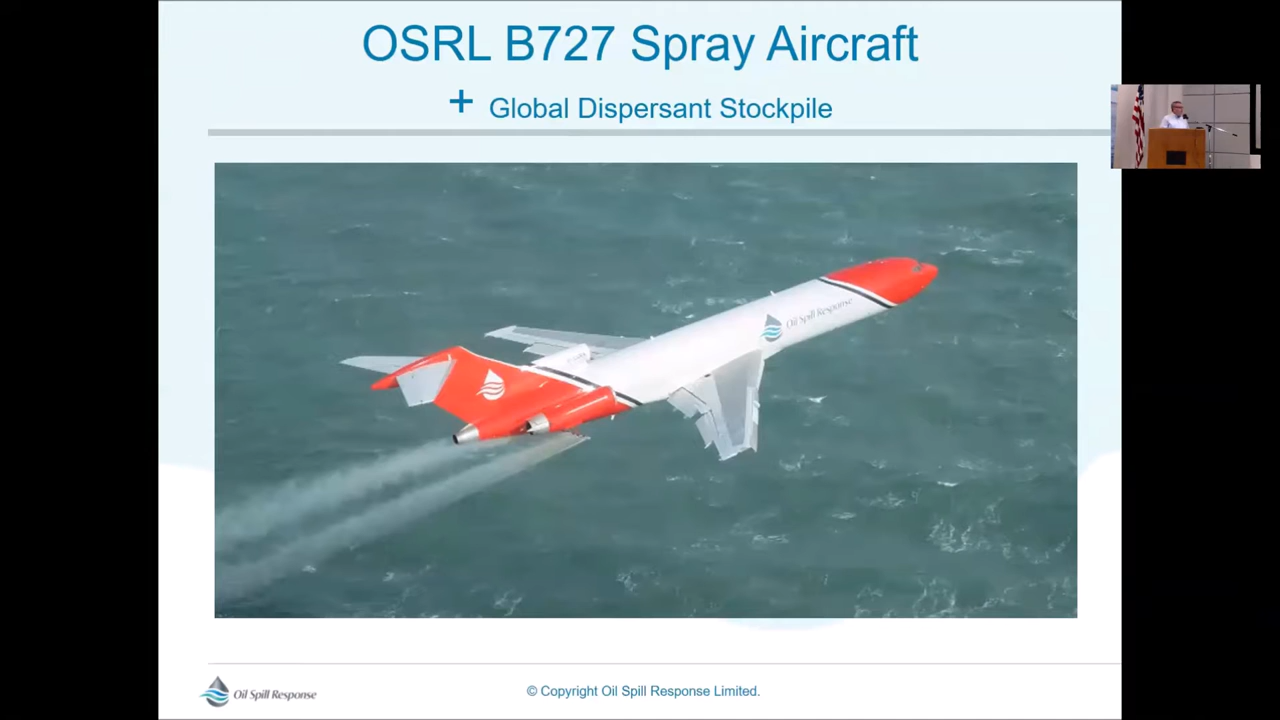 OSRL B727 Spray Aircraft
+ Global Dispersant Stockpile
Oil Spill Response
Oil Spill Response
© Copyright Oil Spill Response Limited.